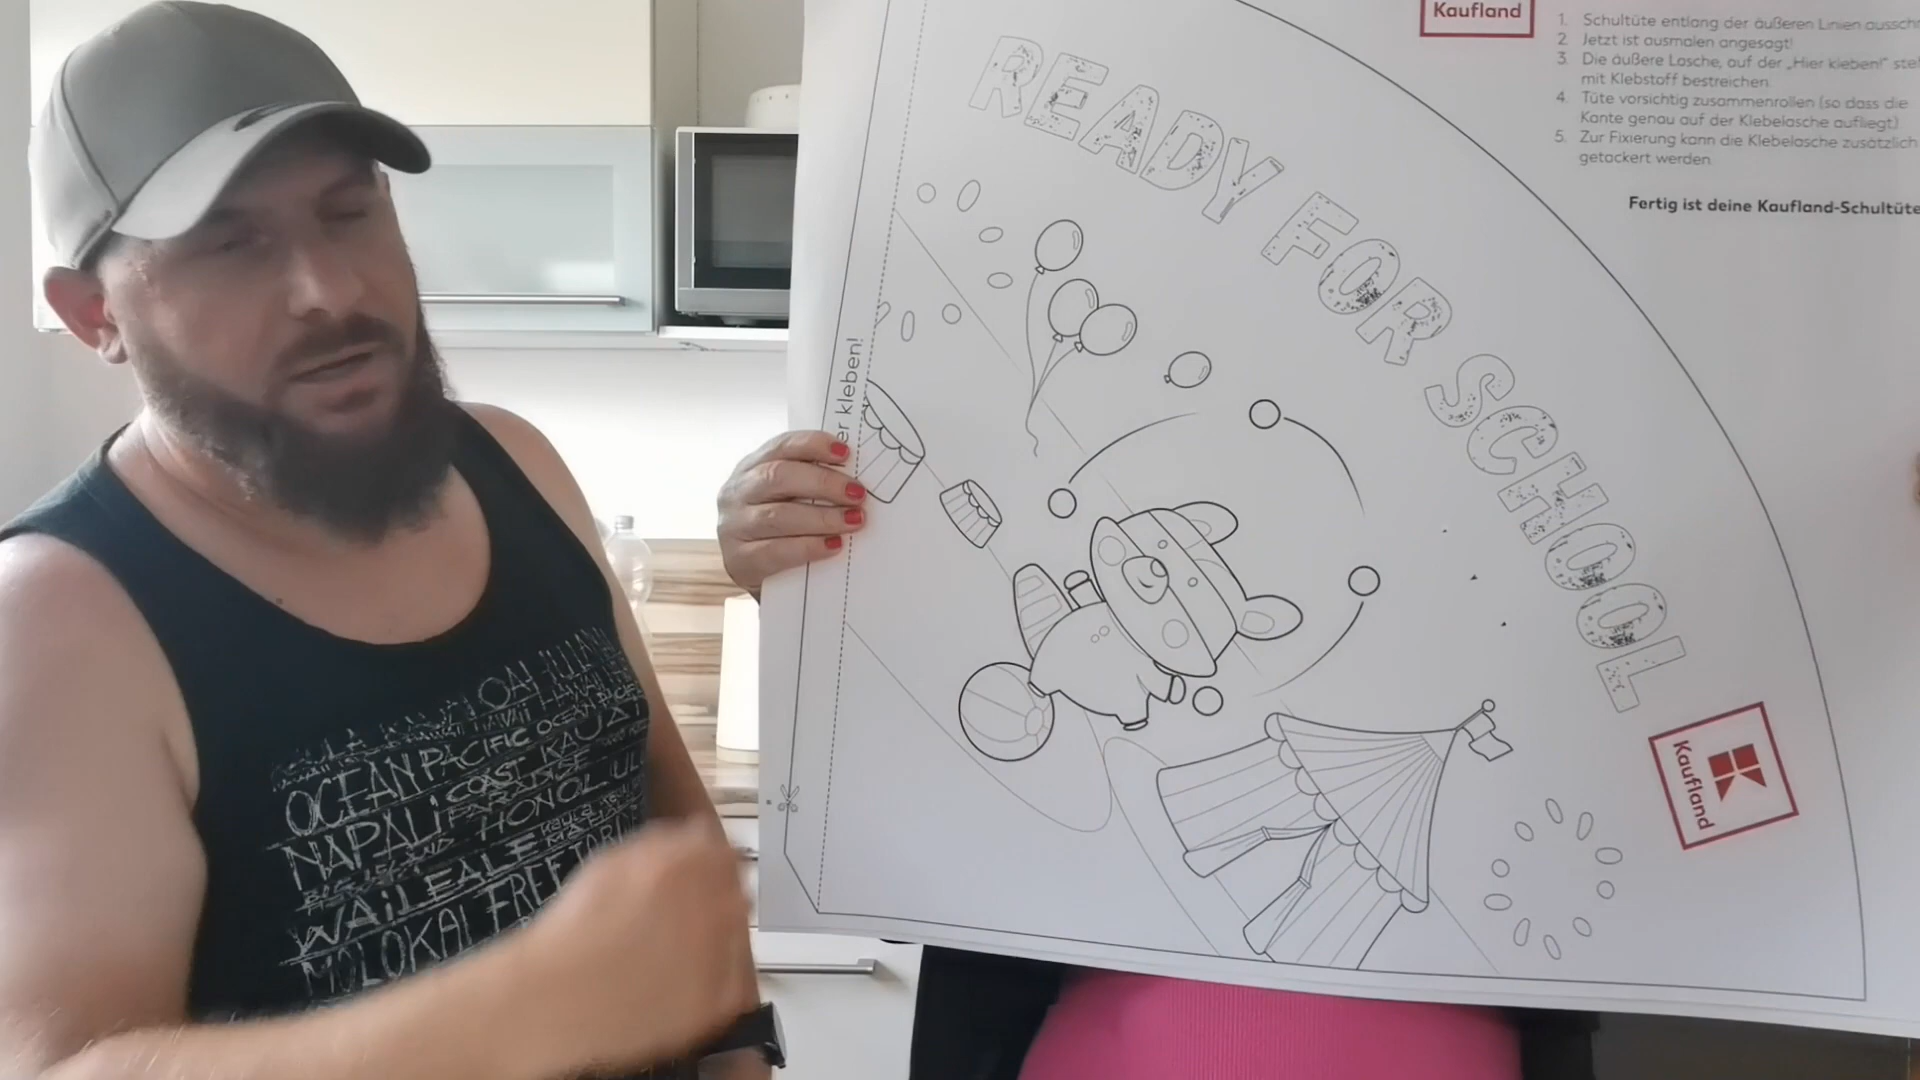 Kaufland
1. Schultüte entlang der äußeren Linien
2. Jetzt ist ausmalen angesagt!
3. Die äußere Lasche, auf der „Hier kleben!"
mit Klebstoff bestreichen.
4. Tüte vorsichtig zusammenrollen (so dass die
Kante genau auf der Klebelasche aufliegt)
5. Zur Fixierung kann die Klebelasche zusätzlich
getackert werden
Fertig ist deine Kaufland-Schultüte
READY FOR SCHOOL
kleben!
Kaufland
OCEAN PACIFIC
COAST KAUAI
NAPALI
HONOLULU
WAILEALE
MOLOKAI FREE